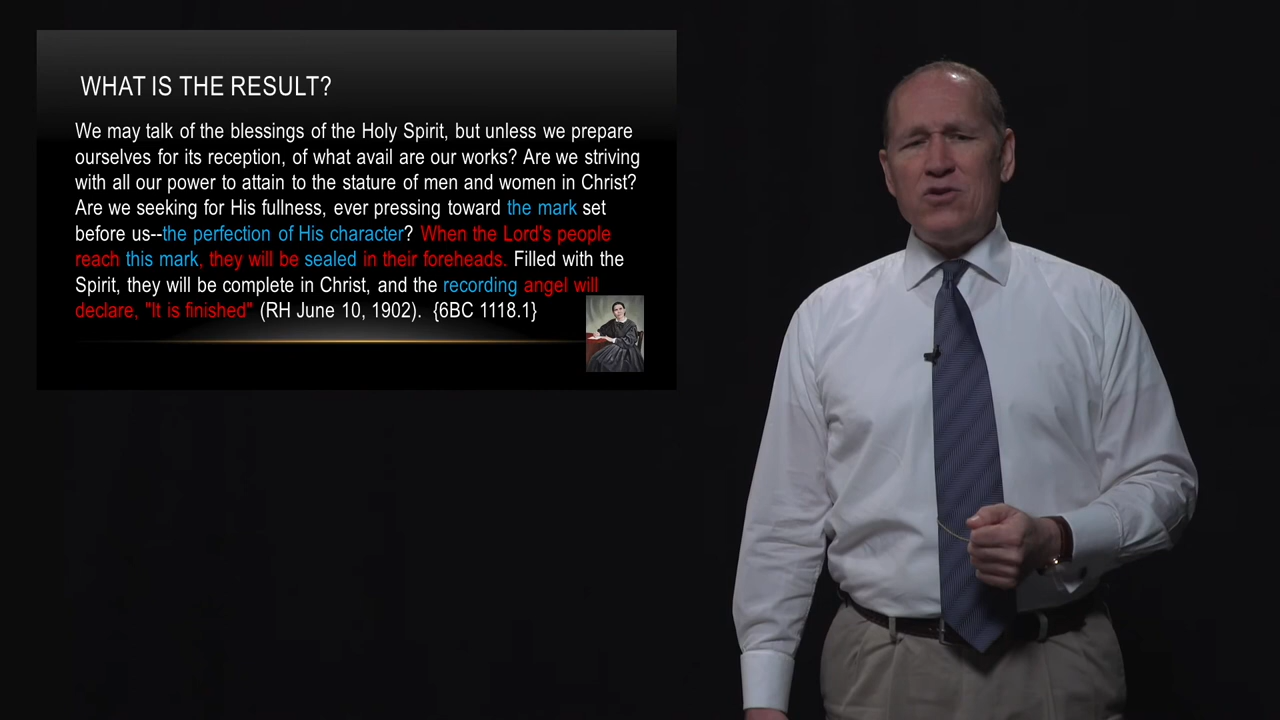 WHAT IS THE RESULT?
We may talk of the blessings of the Holy Spirit, but unless we prepare
ourselves for its reception, of what avail are our works? Are we striving
with all our power to attain to the stature of men and women in Christ?
Are we seeking for His fullness, ever pressing toward the mark set
before us--the perfection of His character? When the Lord's people
reach this mark, they will be sealed in their foreheads. Filled with the
Spirit, they will be complete in Christ, and the recording angel will
declare, "It is finished" (RH June 10, 1902). {6BC 1118.1}